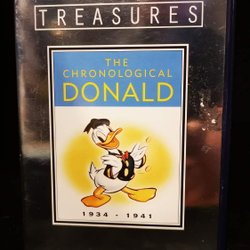 TREASURES
THE
CHRONOLOGICAL
DONALD
1934 - 1941